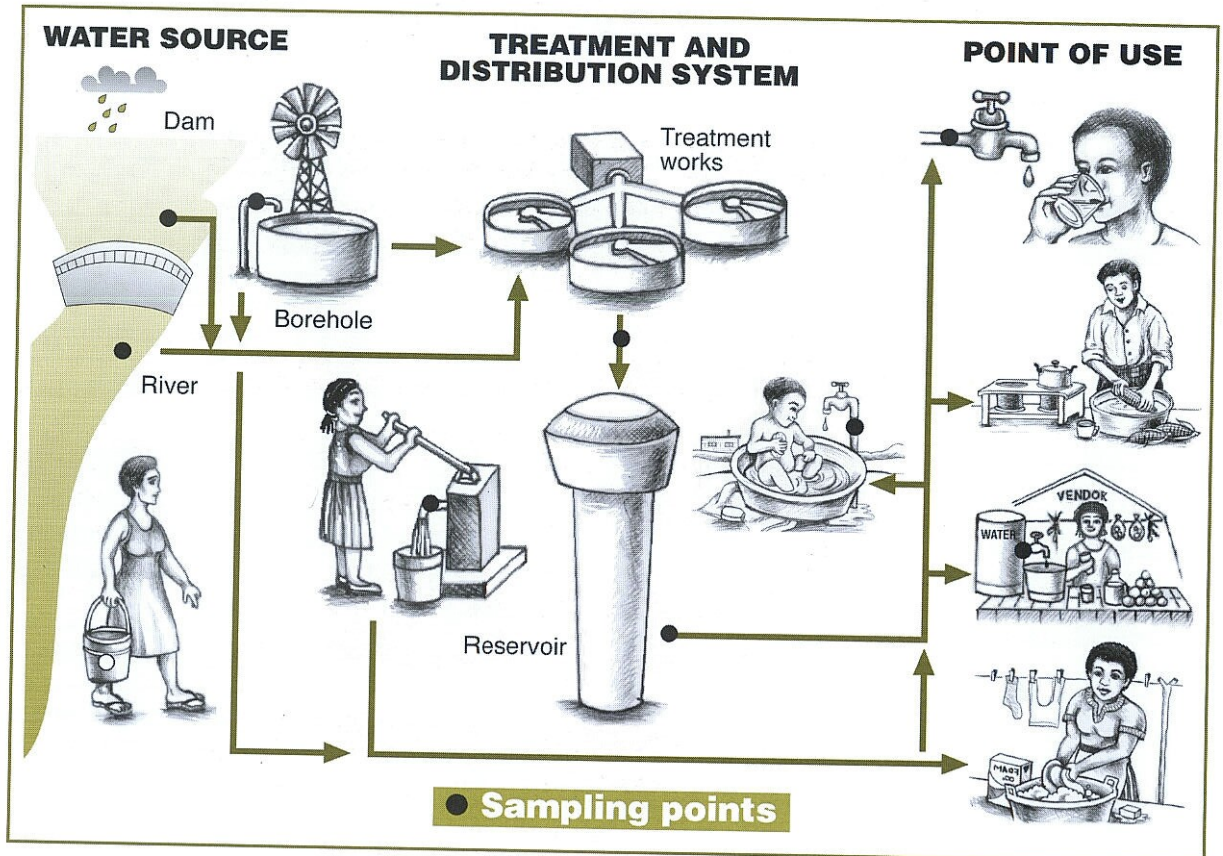 WATER SOURCE
TREATMENT AND
DISTRIBUTION SYSTEM
POINT OF USE
Dam
Treatment
works
Borehole
River
VENDOR
WATER
Reservoir
FOAM
Sampling points